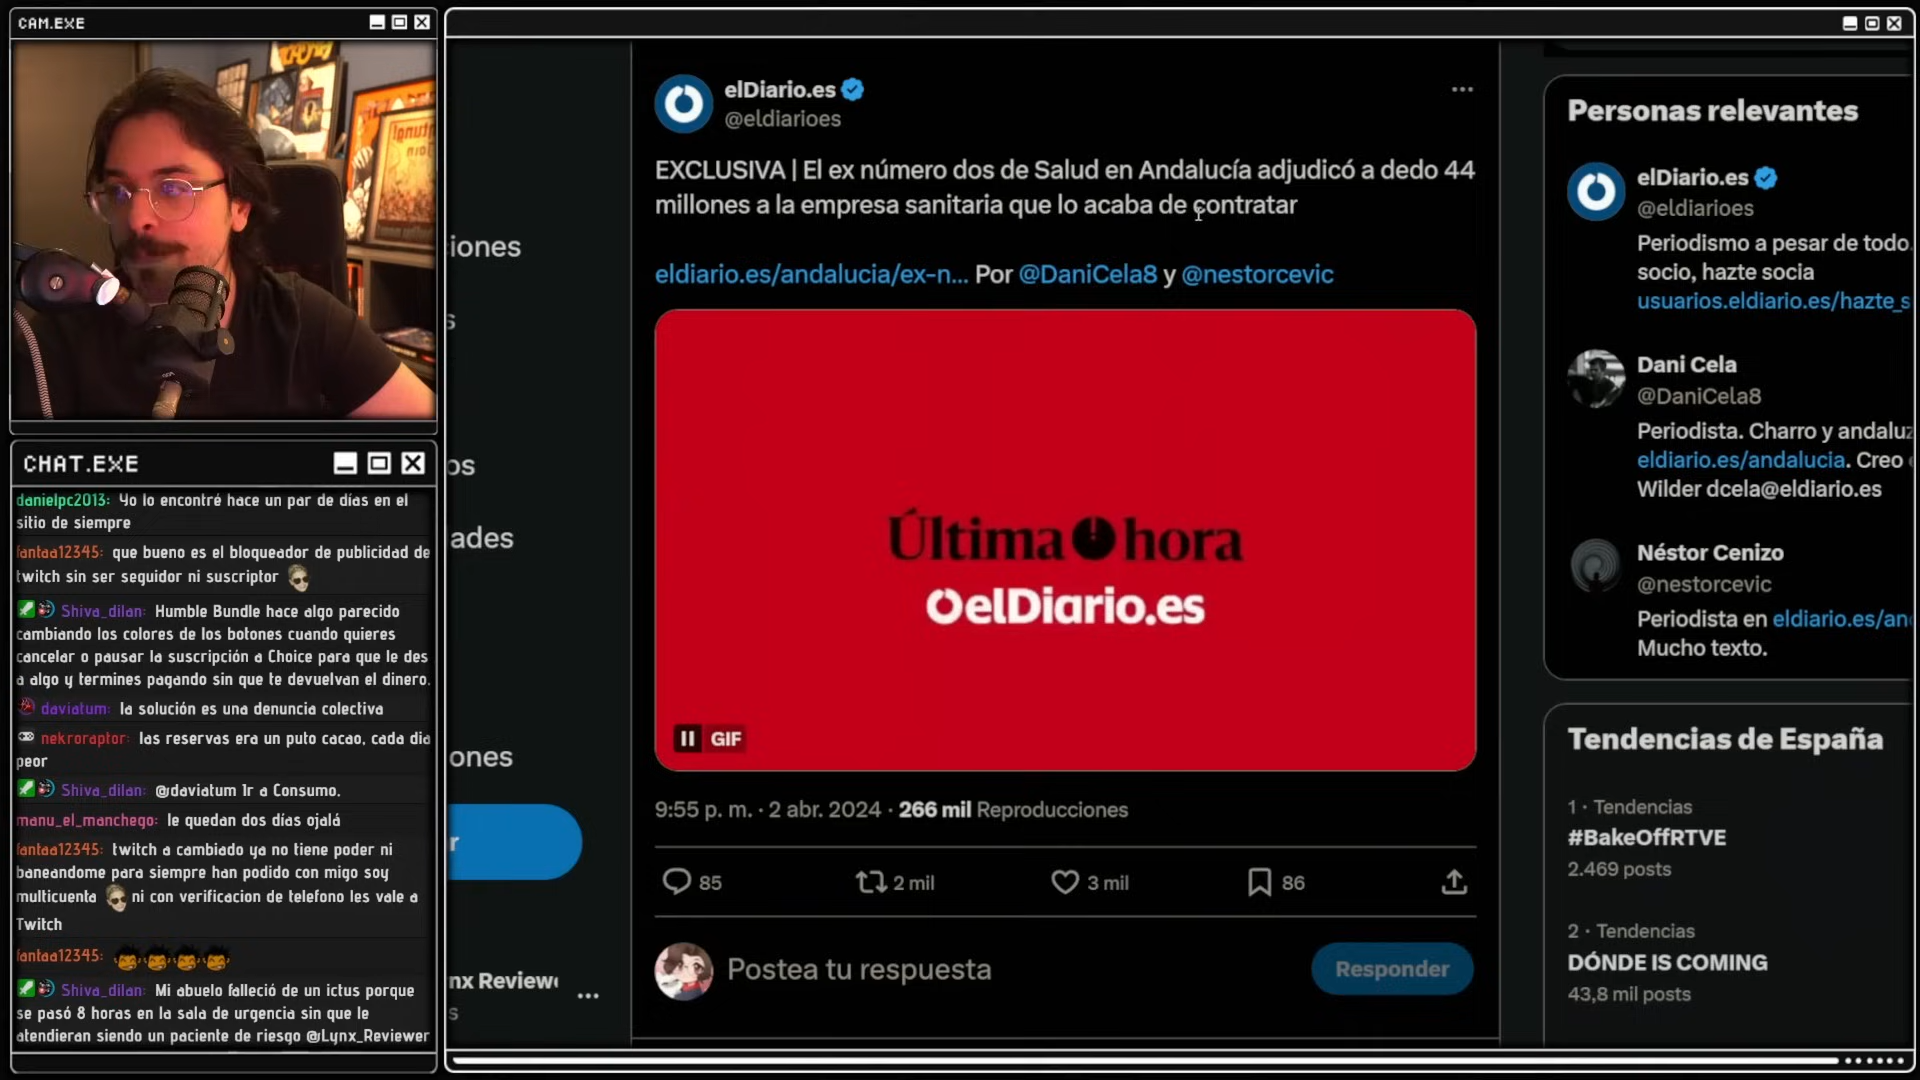 CAM.EXE
CHAT.EXE
danielpc2013: Yo lo encontré hace un par de días en el
sitio de siempre
fantaa12345: que bueno es el bloqueador de publicidad de
twitch sin ser seguidor ni suscriptor
Shiva_dilan: Humble Bundle hace algo parecido
cambiando los colores de los botones cuando quieres
cancelar o pausar la suscripción a Choice para que le des
a algo y termines pagando sin que te devuelvan el dinero.
daviatum: la solución es una denuncia colectiva
nekroraptor: las reservas era un puto cacao, cada dia
peor
Shiva_dilan: @daviatum Ir a Consumo.
manu_el_manchego: le quedan dos días ojalá
fantaa12345: twitch a cambiado ya no tiene poder ni
baneandome para siempre han podido con migo soy
multicuenta ni con verificacion de telefono les vale a
Twitch
fantaa12345:
Shiva_dilan: Mi abuelo falleció de un ictus porque
se pasó 8 horas en la sala de urgencia sin que le
atendieran siendo un paciente de riesgo @Lynx_Reviewer
iones
s
os
ades
ones
r
nx Review
s
elDiario.es
@eldiarioes
EXCLUSIVA | El ex número dos de Salud en Andalucía adjudicó a dedo 44
millones a la empresa sanitaria que lo acaba de contratar
eldiario.es/andalucia/ex-n... Por @DaniCela8 y @nestorcevic
Última hora
elDiario.es
GIF
9:55 p. m. · 2 abr. 2024 · 266 mil Reproducciones
85 2 mil 3 mil 86
Postea tu respuesta
Responder
Personas relevantes
elDiario.es
@eldiarioes
Periodismo a pesar de todo.
socio, hazte socia
usuarios.eldiario.es/hazte_s
Dani Cela
@DaniCela8
Periodista. Charro y andaluz
eldiario.es/andalucia. Creo
Wilder dcela@eldiario.es
Néstor Cenizo
@nestorcevic
Periodista en eldiario.es/an
Mucho texto.
Tendencias de España
1 · Tendencias
#BakeOffRTVE
2.469 posts
2 · Tendencias
DÓNDE IS COMING
43,8 mil posts